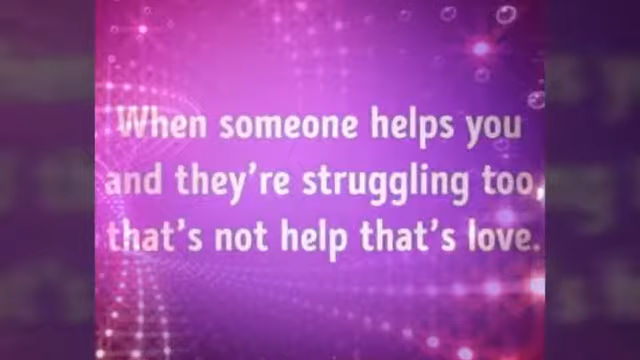 When someone helps you
and they're struggling too
that's not help that's love.